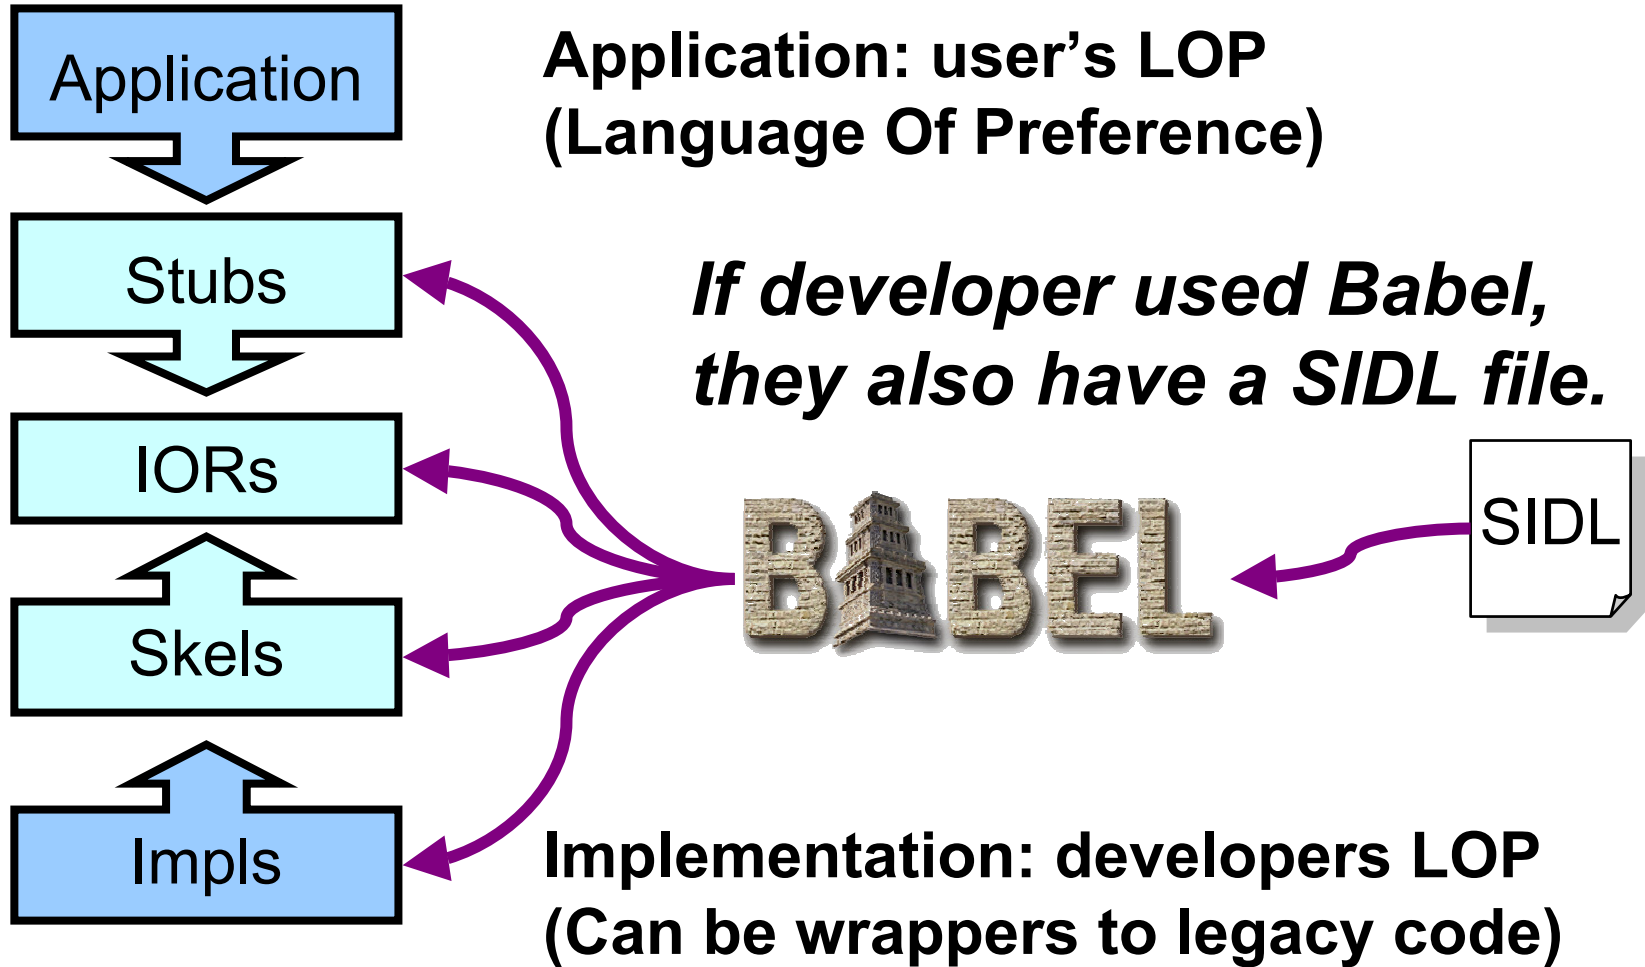 Application
Application: user's LOP
(Language Of Preference)
Stubs
If developer used Babel,
they also have a SIDL file.
IORs
BABEL
SIDL
Skels
Impls
Implementation: developers LOP
(Can be wrappers to legacy code)